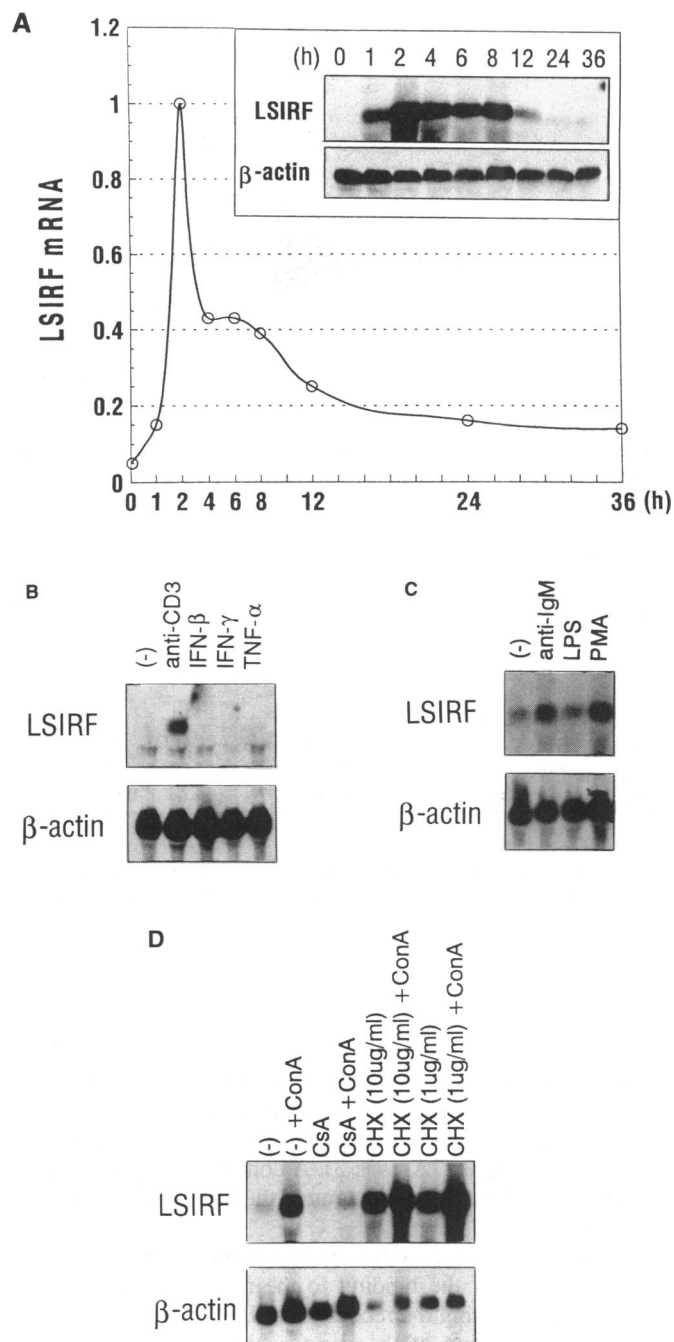 A
1.2
1
0.8
0.6
0.4
0.2
0
LSIRF mRNA
0 1 2 4 6 8 12 24 36 (h)
(h) 0 1 2 4 6 8 12 24 36
LSIRF
β-actin
B
(-)
anti-CD3
IFN-β
IFN-γ
TNF-α
LSIRF
β-actin
C
(-)
anti-IgM
LPS
PMA
LSIRF
β-actin
D
(-)
(-) +ConA
CsA
CsA +ConA
CHX (10ug/ml)
CHX (10ug/ml) +ConA
CHX (1ug/ml)
CHX (1ug/ml) +ConA
LSIRF
β-actin